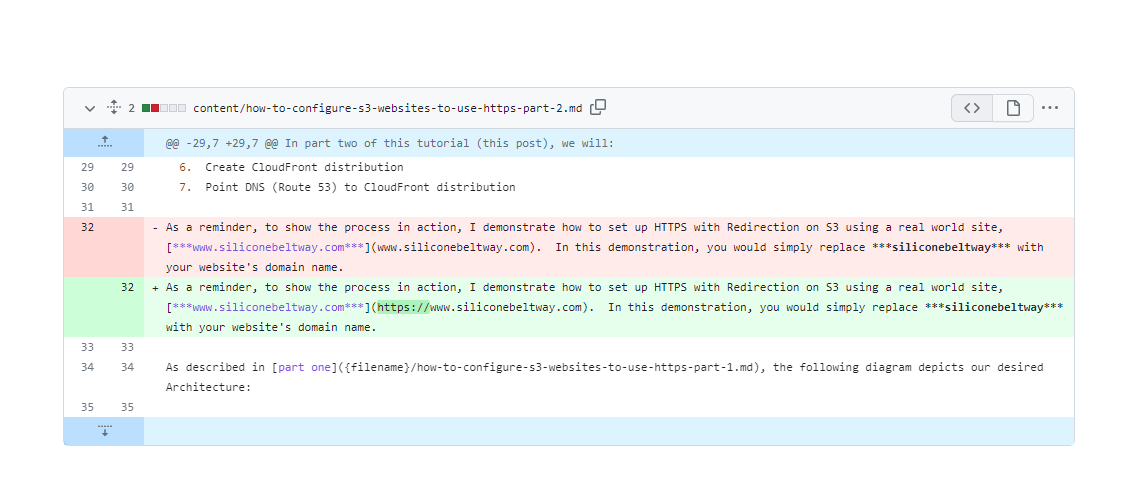 2 content/how-to-configure-s3-websites-to-use-https-part-2.md
@@ -29,7 +29,7 @@ In part two of this tutorial (this post), we will:
29 29 6. Create CloudFront distribution
30 30 7. Point DNS (Route 53) to CloudFront distribution
31 31
32 - As a reminder, to show the process in action, I demonstrate how to set up HTTPS with Redirection on S3 using a real world site,
[***www.siliconebeltway.com***](www.siliconebeltway.com).  In this demonstration, you would simply replace ***siliconebeltway*** with
your website's domain name.
32 + As a reminder, to show the process in action, I demonstrate how to set up HTTPS with Redirection on S3 using a real world site,
[***www.siliconebeltway.com***](https://www.siliconebeltway.com).  In this demonstration, you would simply replace ***siliconebeltway***
with your website's domain name.
33 33
34 34 As described in [part one]({filename}/how-to-configure-s3-websites-to-use-https-part-1.md), the following diagram depicts our desired
Architecture:
35 35